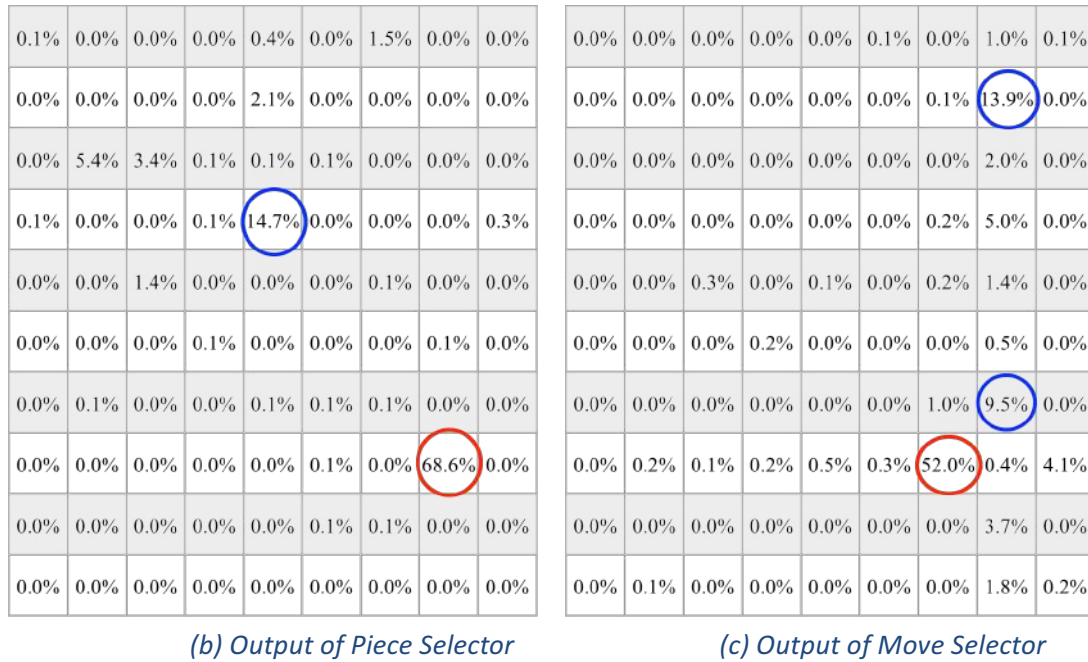 0.1% 0.0% 0.0% 0.0% 0.4% 0.0% 1.5% 0.0% 0.0%
0.0% 0.0% 0.0% 0.0% 2.1% 0.0% 0.0% 0.0% 0.0%
0.0% 5.4% 3.4% 0.1% 0.1% 0.1% 0.0% 0.0% 0.0%
0.1% 0.0% 0.0% 0.1% 14.7% 0.0% 0.0% 0.0% 0.3%
0.0% 0.0% 1.4% 0.0% 0.0% 0.0% 0.1% 0.0% 0.0%
0.0% 0.0% 0.0% 0.1% 0.0% 0.0% 0.0% 0.1% 0.0%
0.0% 0.1% 0.0% 0.0% 0.1% 0.1% 0.1% 0.0% 0.0%
0.0% 0.0% 0.0% 0.0% 0.0% 0.1% 0.0% 68.6% 0.0%
0.0% 0.0% 0.0% 0.0% 0.0% 0.1% 0.1% 0.0% 0.0%
0.0% 0.0% 0.0% 0.0% 0.0% 0.0% 0.0% 0.0% 0.0%
(b) Output of Piece Selector
0.0% 0.0% 0.0% 0.0% 0.0% 0.1% 0.0% 1.0% 0.1%
0.0% 0.0% 0.0% 0.0% 0.0% 0.0% 0.1% 13.9% 0.0%
0.0% 0.0% 0.0% 0.0% 0.0% 0.0% 0.0% 2.0% 0.0%
0.0% 0.0% 0.0% 0.0% 0.0% 0.0% 0.2% 5.0% 0.0%
0.0% 0.0% 0.3% 0.0% 0.1% 0.0% 0.2% 1.4% 0.0%
0.0% 0.0% 0.0% 0.2% 0.0% 0.0% 0.0% 0.5% 0.0%
0.0% 0.0% 0.0% 0.0% 0.0% 0.0% 1.0% 9.5% 0.0%
0.0% 0.2% 0.1% 0.2% 0.5% 0.3% 52.0% 0.4% 4.1%
0.0% 0.0% 0.0% 0.0% 0.0% 0.0% 0.0% 3.7% 0.0%
0.0% 0.1% 0.0% 0.0% 0.0% 0.0% 0.0% 1.8% 0.2%
(c) Output of Move Selector